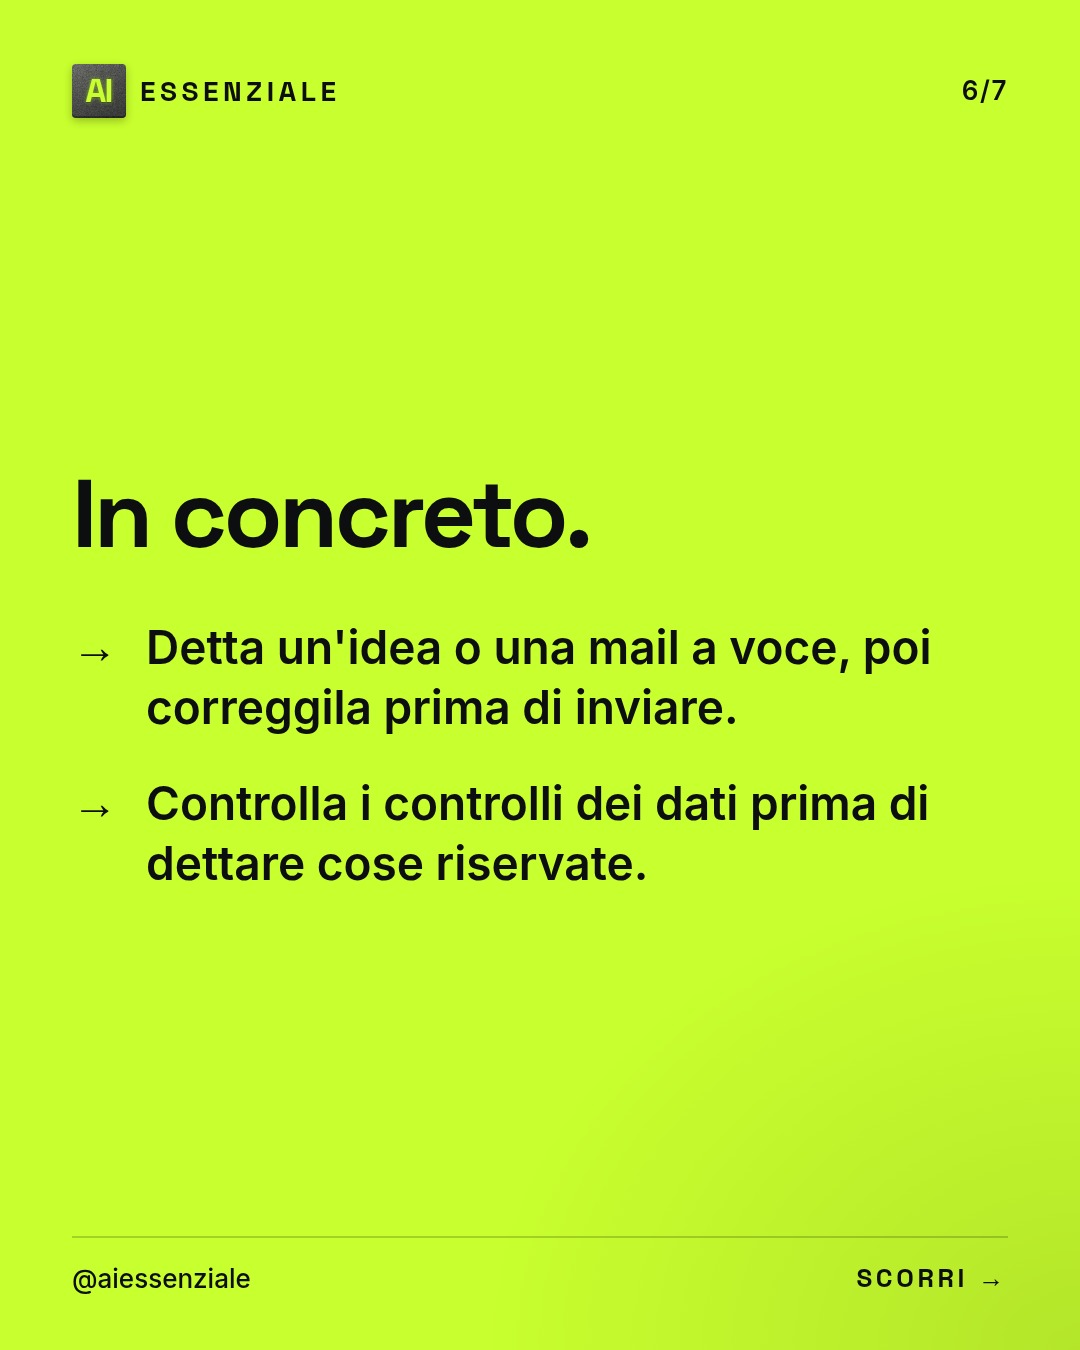 AI ESSENZIALE
6/7
In concreto.
→ Detta un'idea o una mail a voce, poi
correggila prima di inviare.
→ Controlla i controlli dei dati prima di
dettare cose riservate.
@aiessenziale
SCORRI →